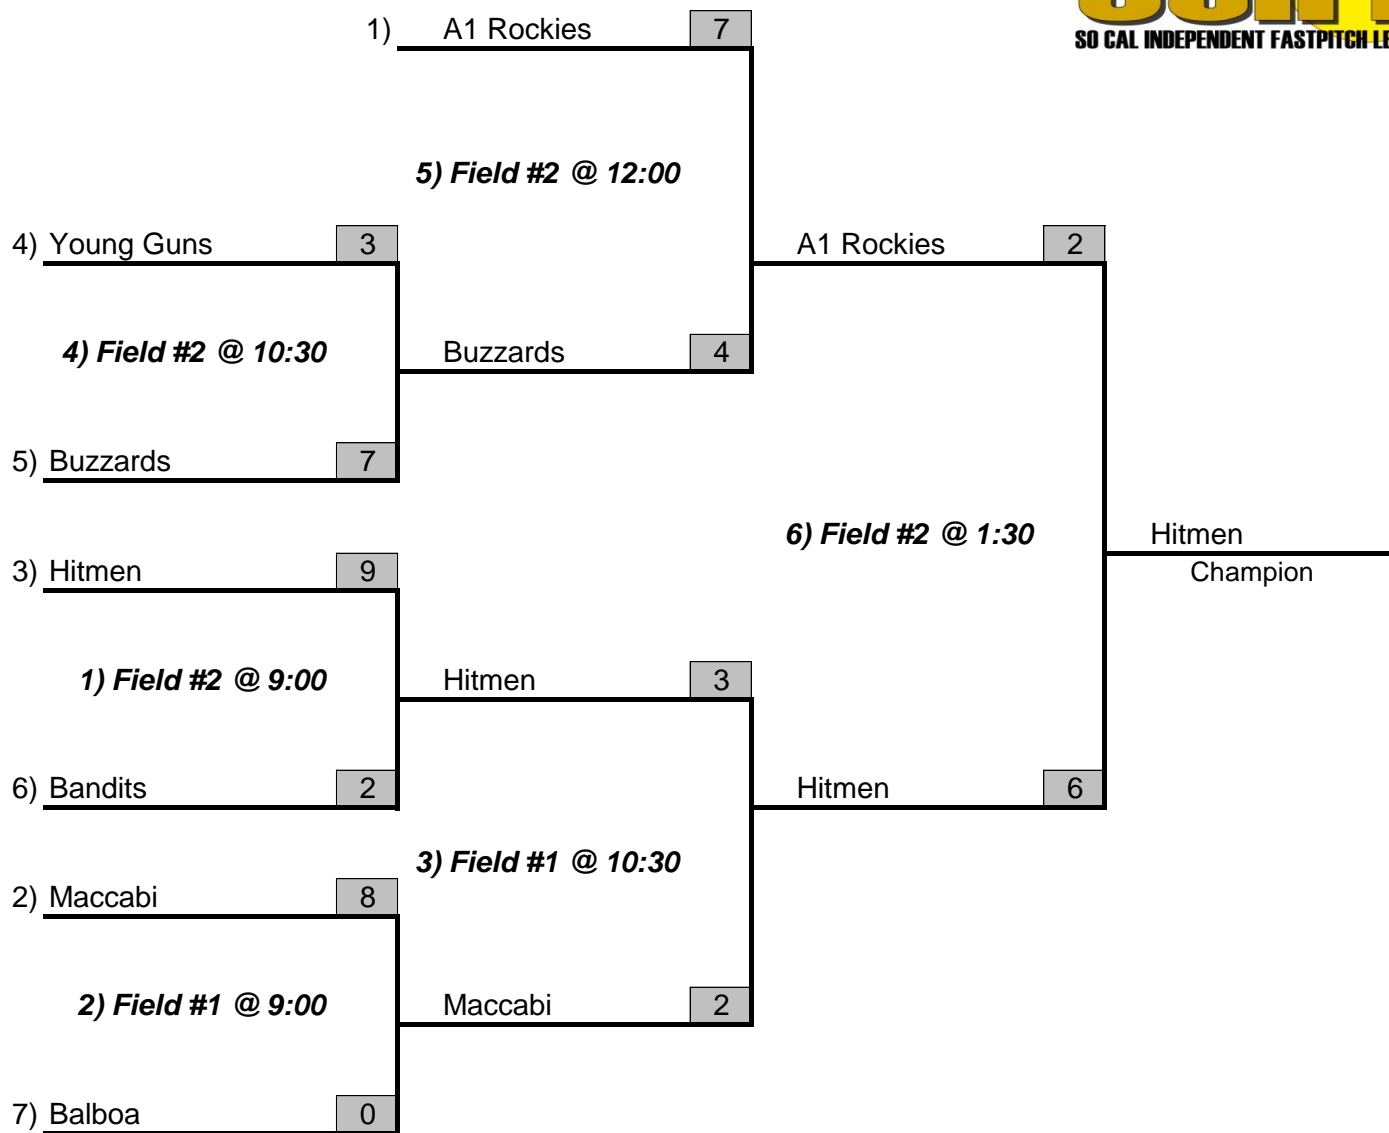 SO CAL INDEPENDENT FASTPITCH
1) A1 Rockies 7
5) Field #2 @ 12:00
4) Young Guns 3
A1 Rockies 2
4) Field #2 @ 10:30
Buzzards 4
5) Buzzards 7
6) Field #2 @ 1:30
Hitmen
Champion
3) Hitmen 9
1) Field #2 @ 9:00
Hitmen 3
6) Bandits 2
Hitmen 6
3) Field #1 @ 10:30
2) Maccabi 8
2) Field #1 @ 9:00
Maccabi 2
7) Balboa 0